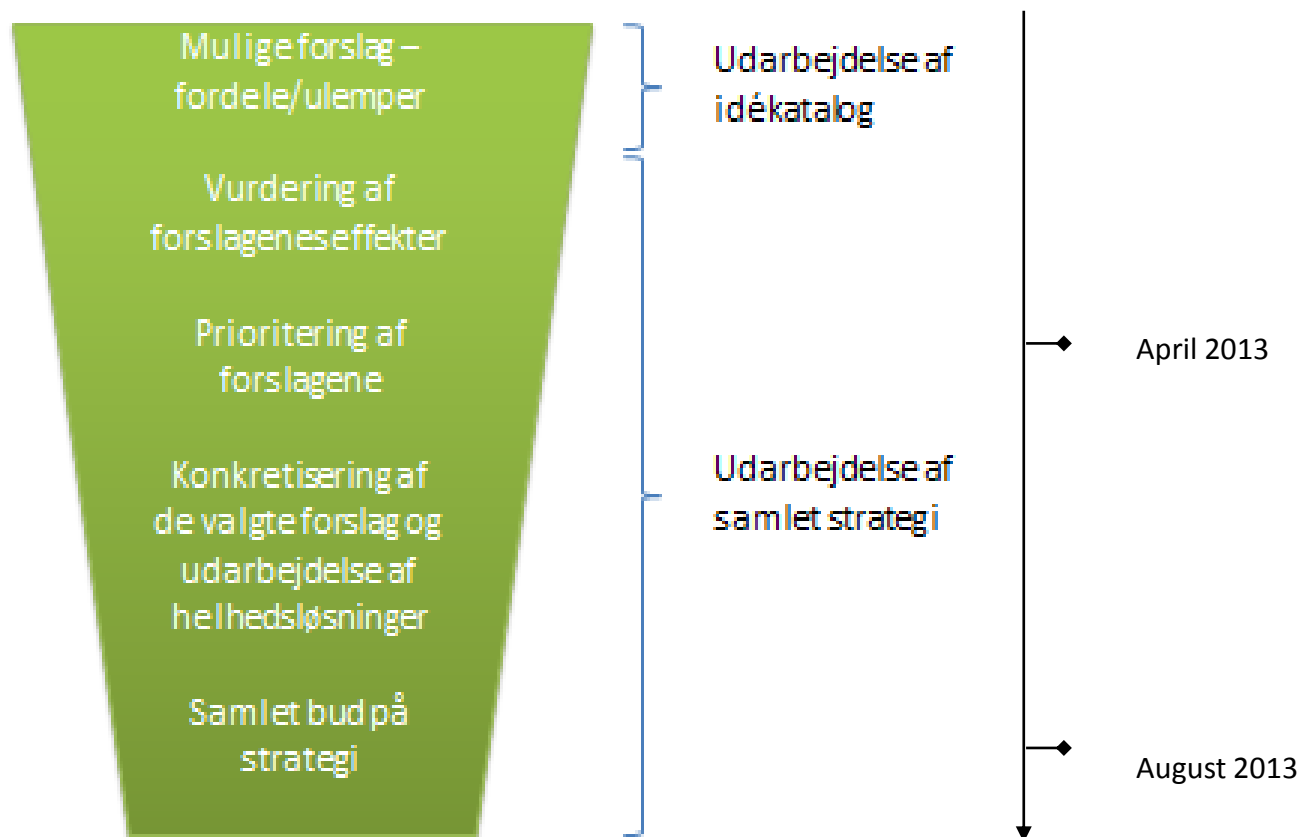 Mulige forslag –
fordele/ulemper
Vurdering af
forslagenes effekter
Prioritering af
forslagene
Konkretisering af
de valgte forslag og
udarbejdelse af
helhedsløsninger
Samlet bud på
strategi
Udarbejdelse af
idékatalog
Udarbejdelse af
samlet strategi
April 2013
August 2013